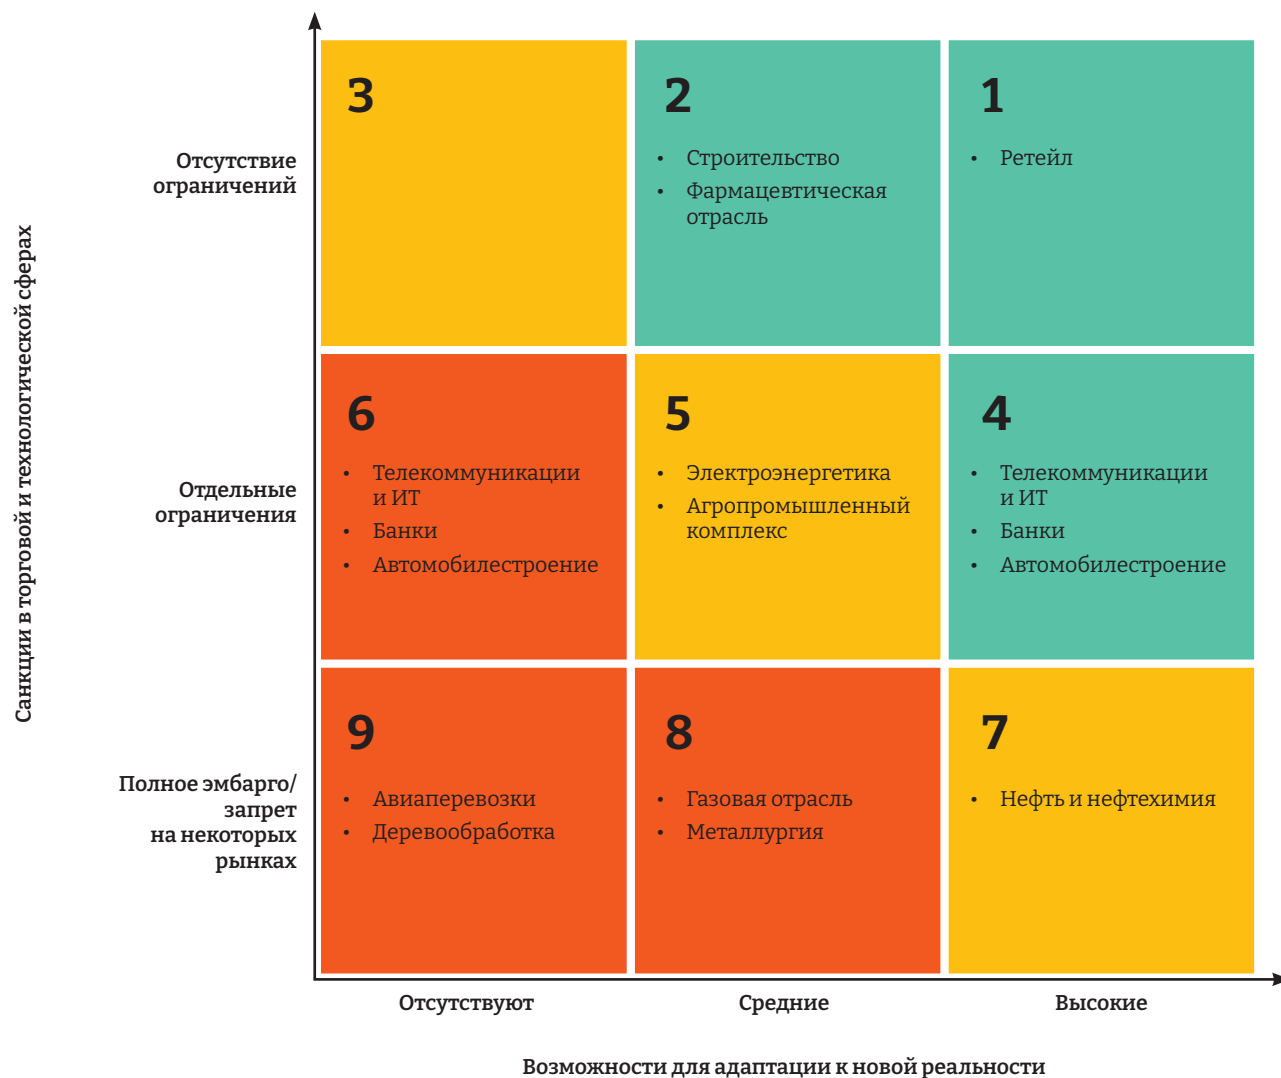 Санкции в торговой и технологической сферах
Отсутствие
ограничений
3
2
• Строительство
• Фармацевтическая
отрасль
1
• Ретейл
Отдельные
ограничения
6
• Телекоммуникации
и ИТ
• Банки
• Автомобилестроение
5
• Электроэнергетика
• Агропромышленный
комплекс
4
• Телекоммуникации
и ИТ
• Банки
• Автомобилестроение
Полное эмбарго/
запрет
на некоторых
рынках
9
• Авиаперевозки
• Деревообработка
8
• Газовая отрасль
• Металлургия
7
• Нефть и нефтехимия
Отсутствуют
Средние
Высокие
Возможности для адаптации к новой реальности